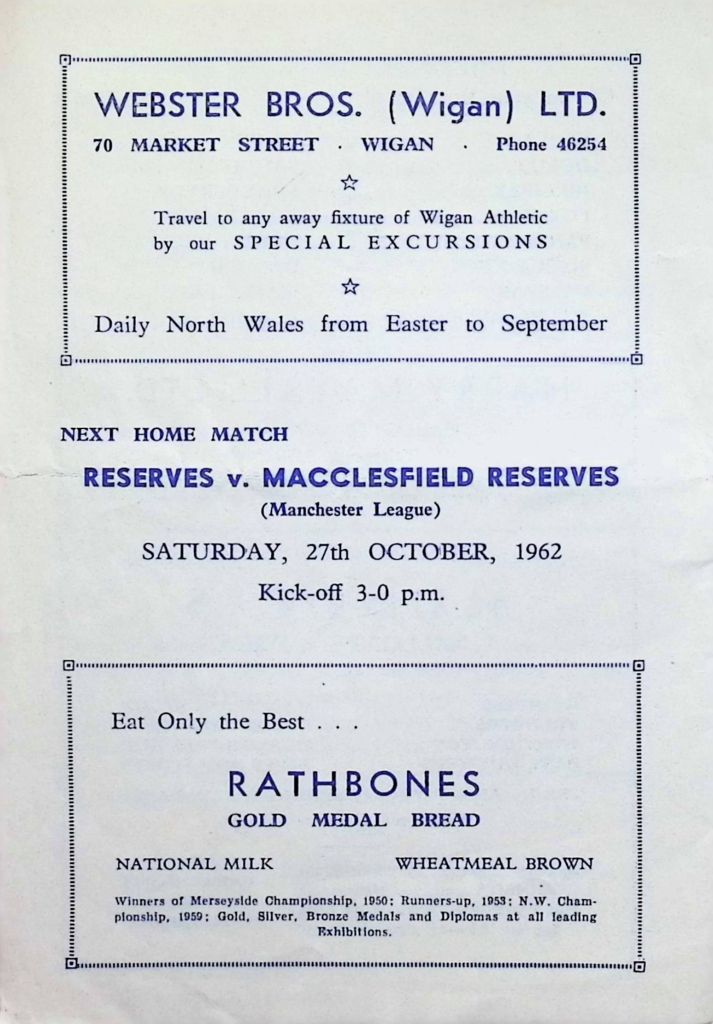 WEBSTER BROS. (Wigan) LTD.
70 MARKET STREET . WIGAN . Phone 46254
☆
Travel to any away fixture of Wigan Athletic
by our SPECIAL EXCURSIONS
☆
Daily North Wales from Easter to September
NEXT HOME MATCH
RESERVES v. MACCLESFIELD RESERVES
(Manchester League)
SATURDAY, 27th OCTOBER, 1962
Kick-off 3-0 p.m.
Eat Only the Best . . .
RATHBONES
GOLD MEDAL BREAD
NATIONAL MILK WHEATMEAL BROWN
Winners of Merseyside Championship, 1950; Runners-up, 1953; N.W. Cham-
pionship, 1959; Gold, Silver, Bronze Medals and Diplomas at all leading
Exhibitions.